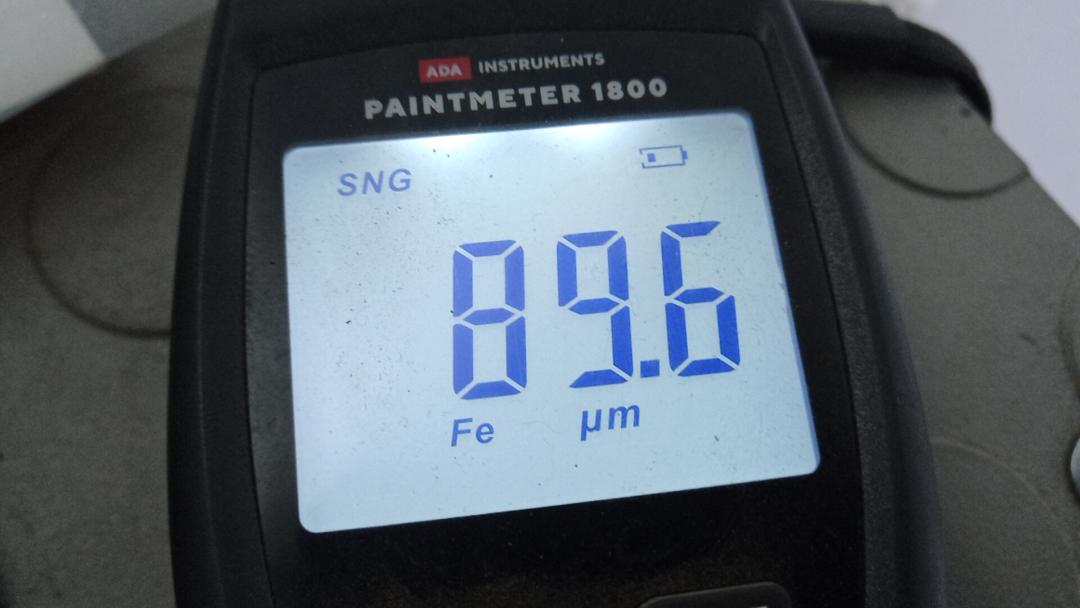 ADA INSTRUMENTS
PAINTMETER 1800
SNG
89.6
Fe µm